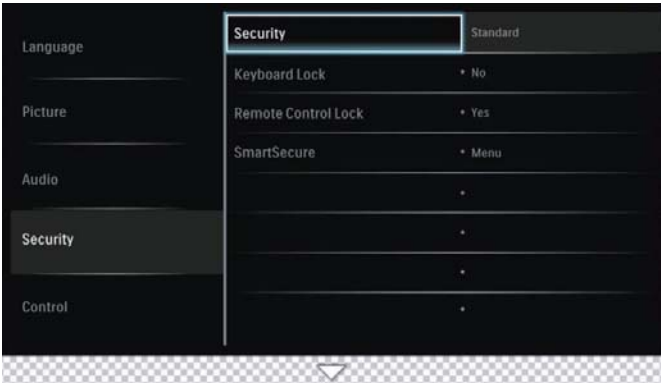 Language
Picture
Audio
Security
Control
Security Standard
Keyboard Lock • No
Remote Control Lock • Yes
SmartSecure • Menu
•
•
•
•